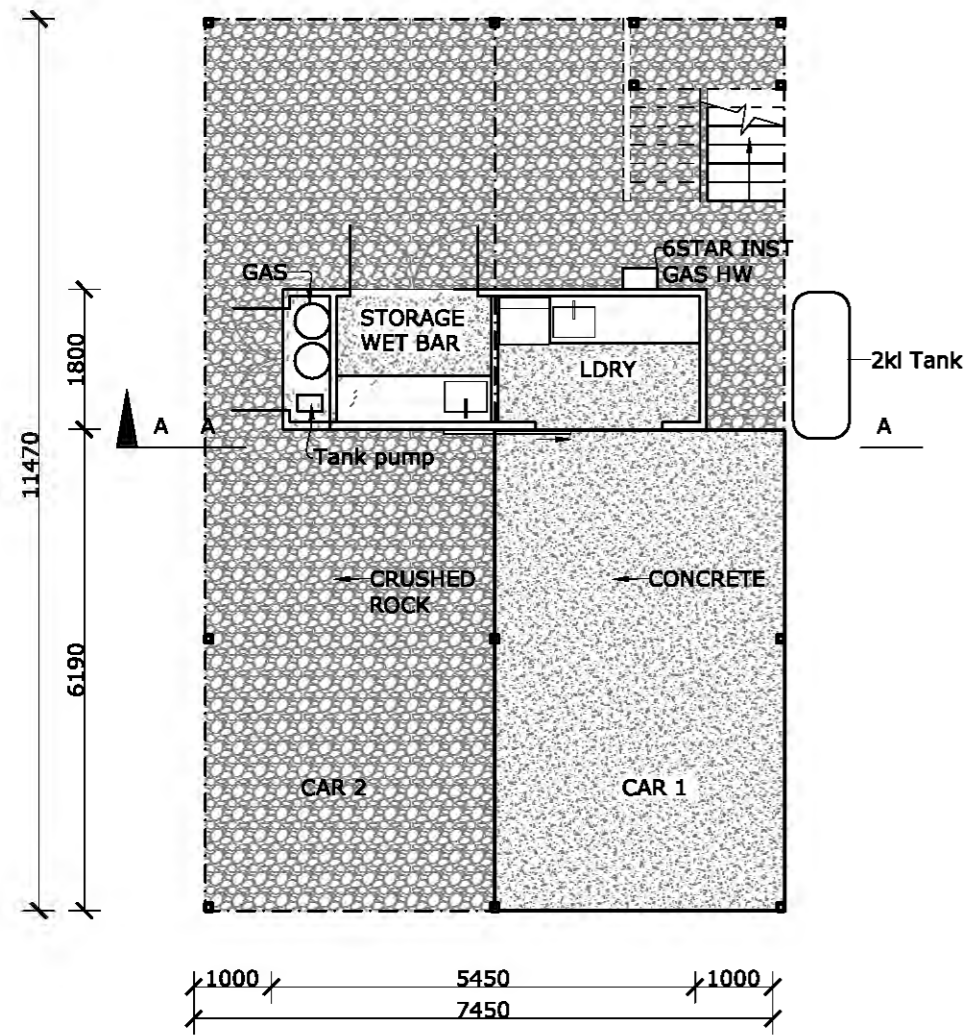 6STAR INST
GAS HW
GAS
STORAGE
WET BAR
LDRY
2kl Tank
1800
A
A
A
Tank pump
11470
CRUSHED
ROCK
CONCRETE
6190
CAR 2
CAR 1
1000
5450
1000
7450